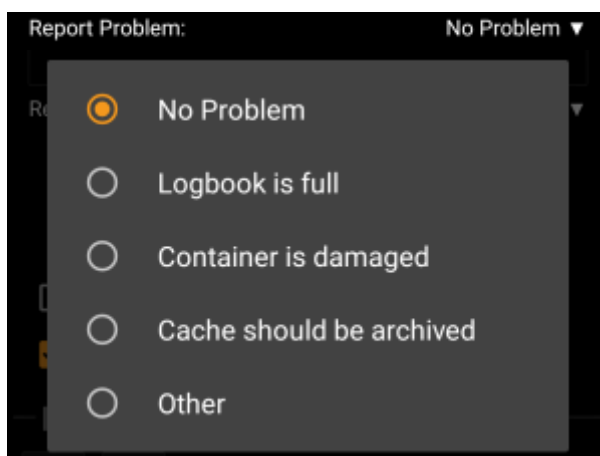 Report Problem: No Problem ▼
No Problem
Logbook is full
Container is damaged
Cache should be archived
Other